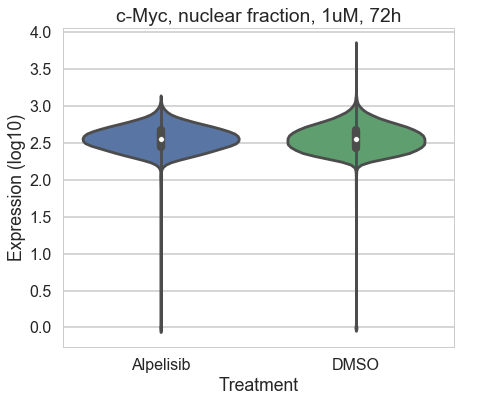 c-Myc, nuclear fraction, 1uM, 72h
4.0
3.5
3.0
2.5
2.0
1.5
1.0
0.5
0.0
Expression (log10)
Alpelisib DMSO
Treatment